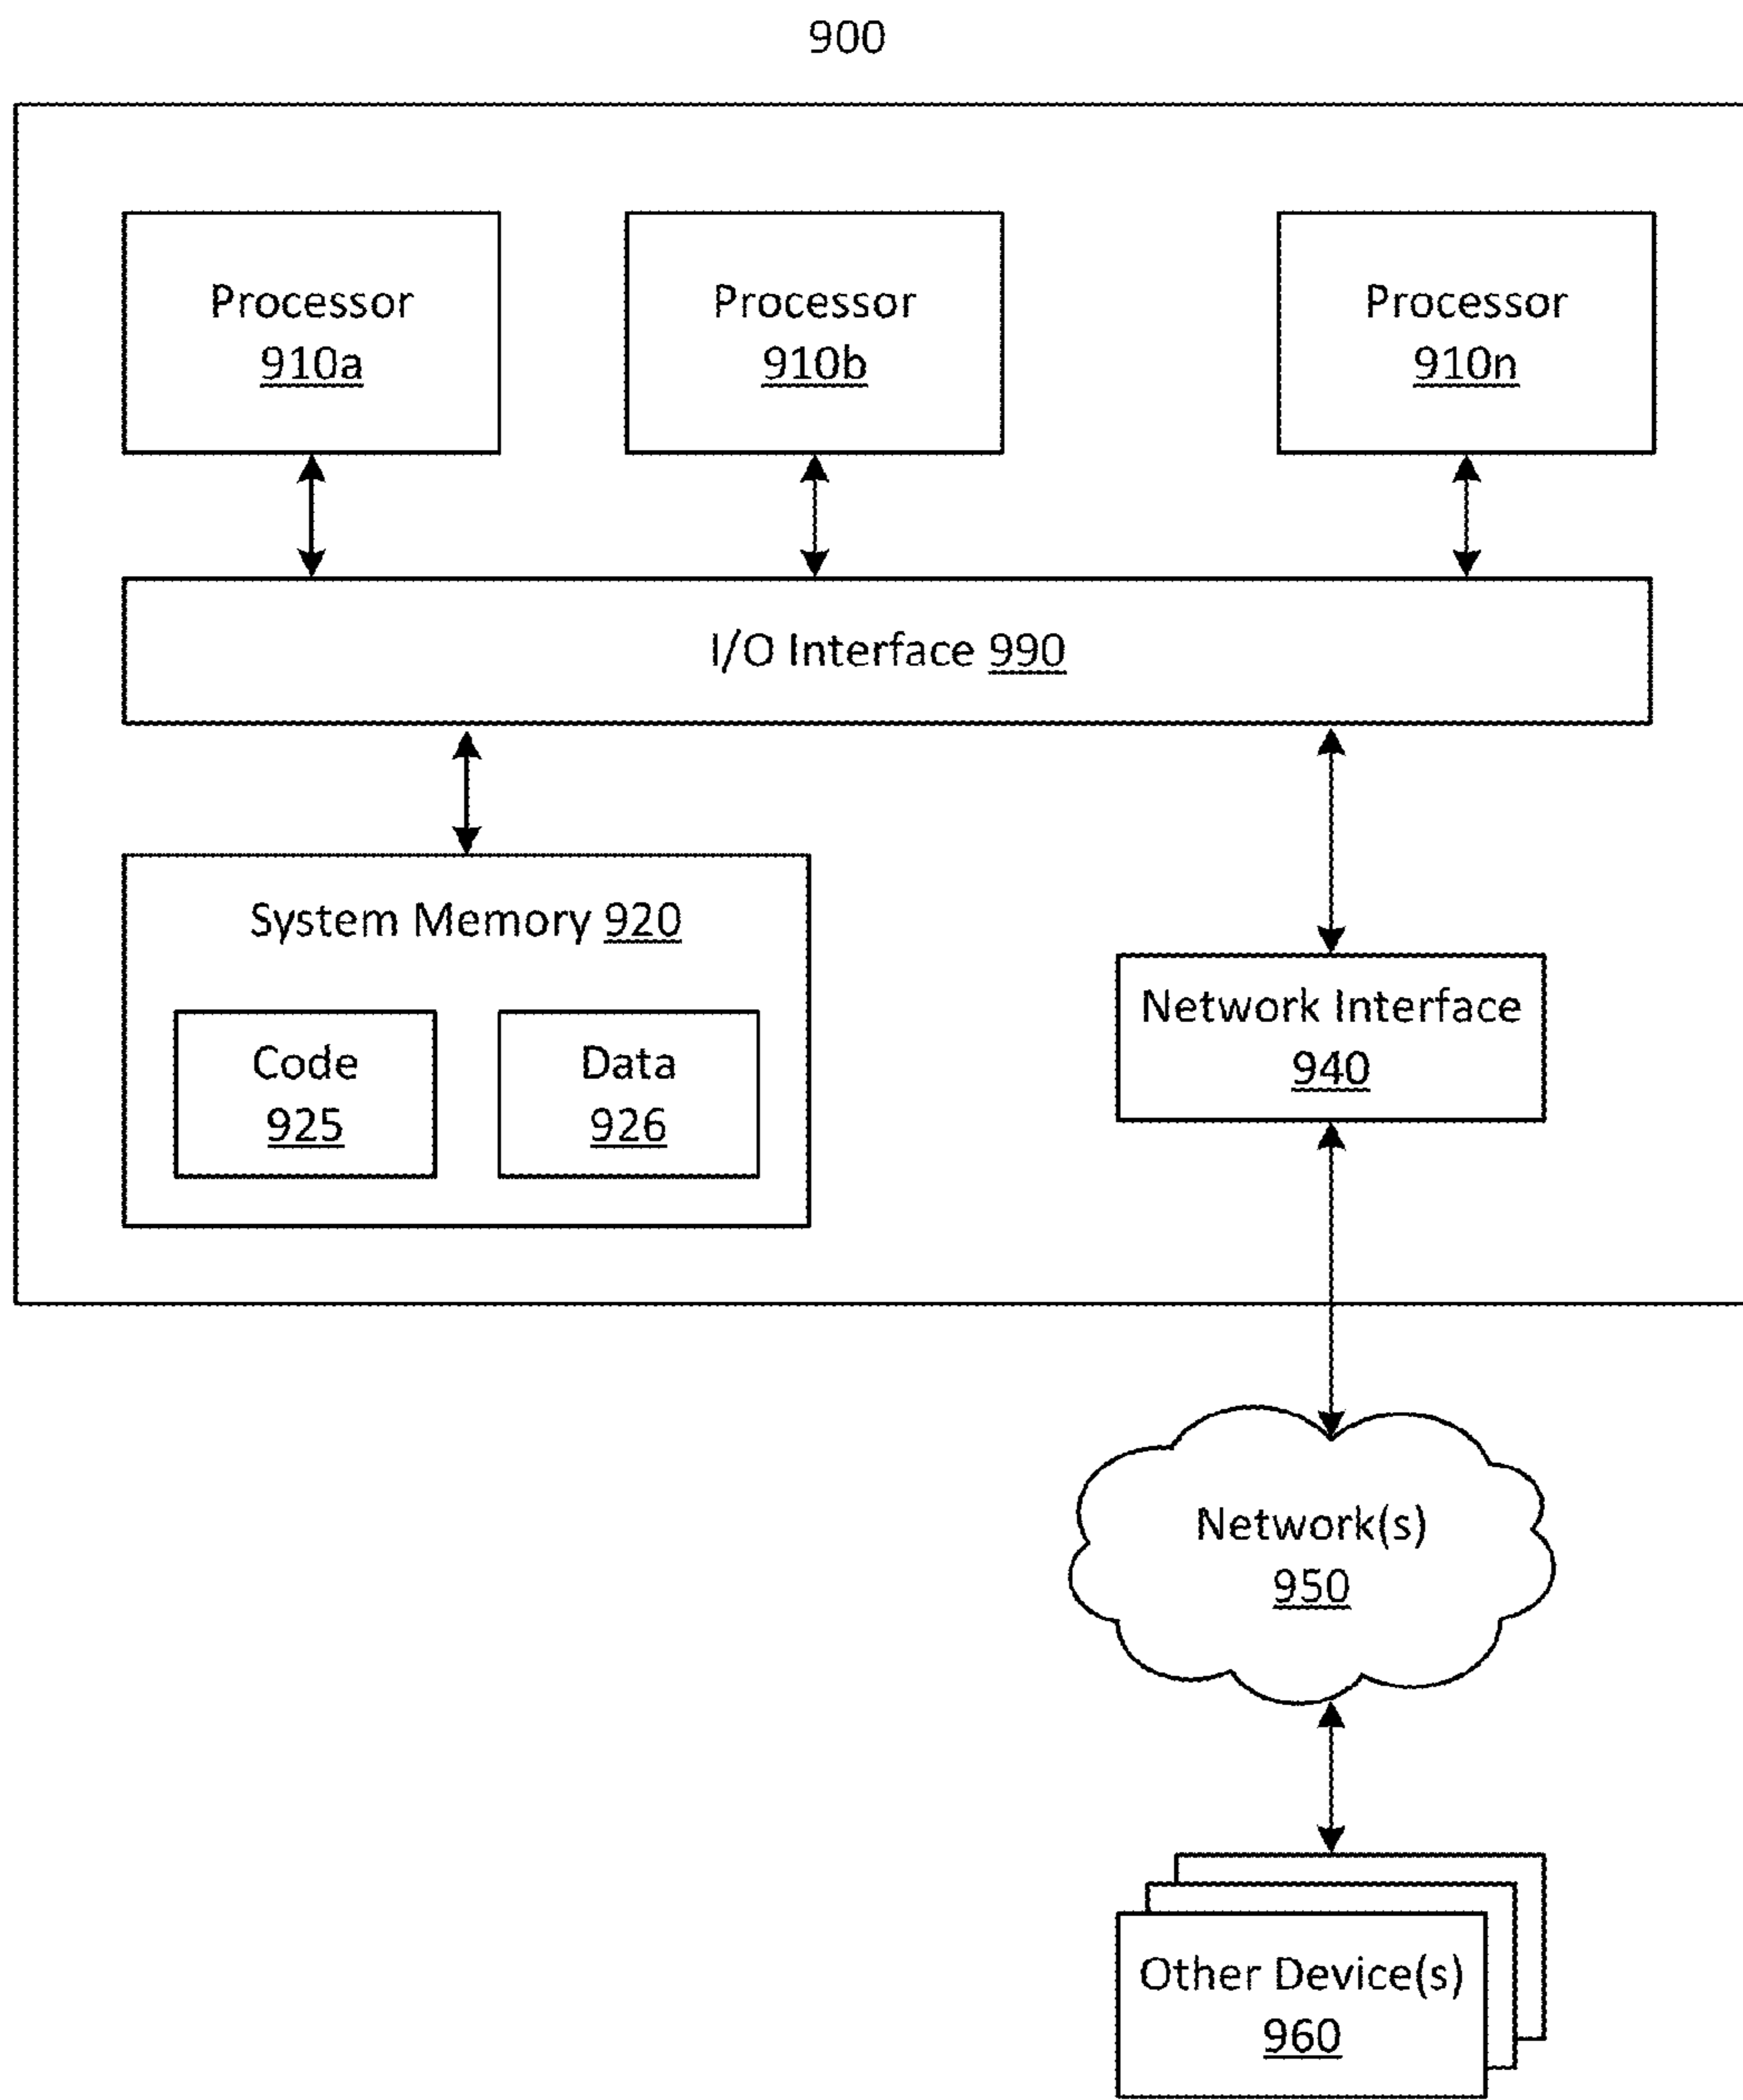 900
Processor
910a
Processor
910b
Processor
910n
I/O Interface 990
System Memory 920
Code
925
Data
926
Network Interface
940
Network(s)
950
Other Device(s)
960